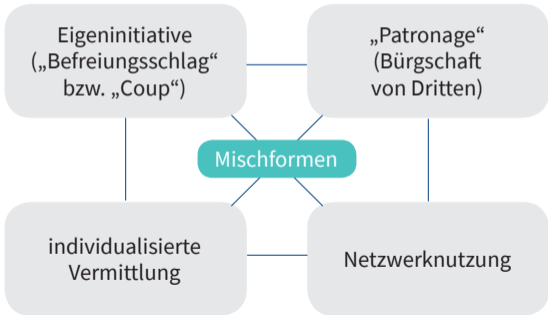 Eigeninitiative
(„Befreiungsschlag“
bzw. „Coup“)
„Patronage“
(Bürgschaft
von Dritten)
Mischformen
individualisierte
Vermittlung
Netzwerknutzung